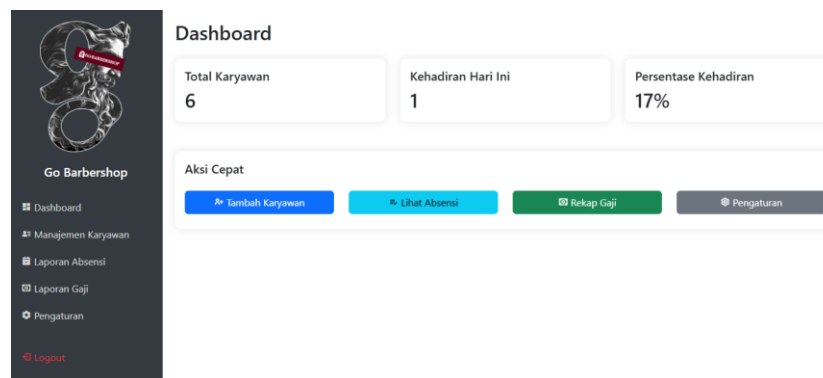 Go Barbershop
Dashboard
Manajemen Karyawan
Laporan Absensi
Laporan Gaji
Pengaturan
Logout
Dashboard
Total Karyawan
6
Kehadiran Hari Ini
1
Persentase Kehadiran
17%
Aksi Cepat
Tambah Karyawan
Lihat Absensi
Rekap Gaji
Pengaturan